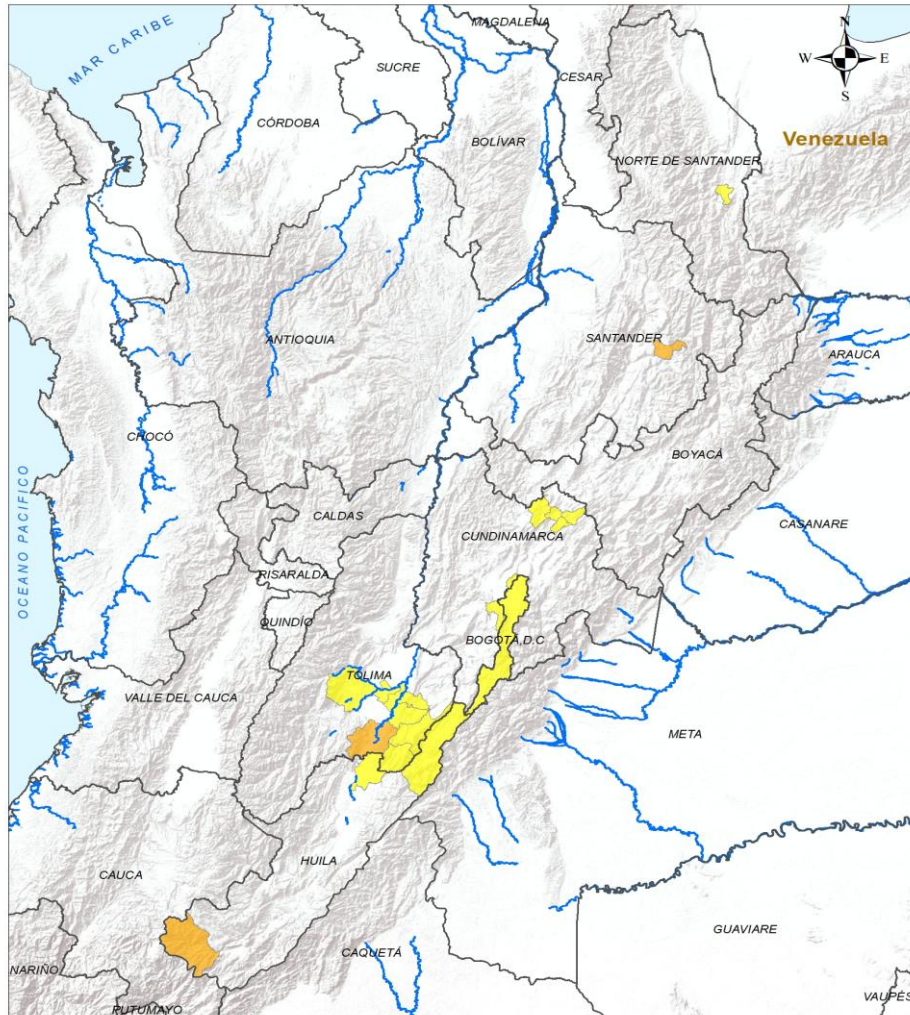 MAGDALENA
MAR CARIBE
N
W
E
S
SUCRE
CESAR
CÓRDOBA
BOLÍVAR
Venezuela
NORTE DE SANTANDER
ANTIOQUIA
SANTANDER
ARAUCA
CHOCÓ
BOYACÁ
CALDAS
CASANARE
CUNDINAMARCA
OCEANO PACIFICO
RISARALDA
QUINDÍO
BOGOTÁ,D.C
TOLIMA
VALLE DEL CAUCA
META
HUILA
CAUCA
GUAVIARE
CAQUETÁ
NARIÑO
VAUPÉS
PUTUMAYO